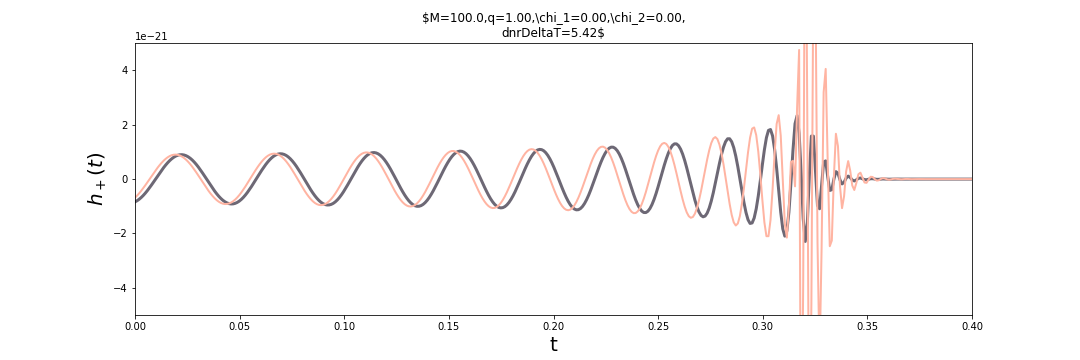 $M=100.0,q=1.00,\chi_1=0.00,\chi_2=0.00,
dnrDeltaT=5.42$
1e−21
4
2
0
−2
−4
h+(t)
0.00 0.05 0.10 0.15 0.20 0.25 0.30 0.35 0.40
t